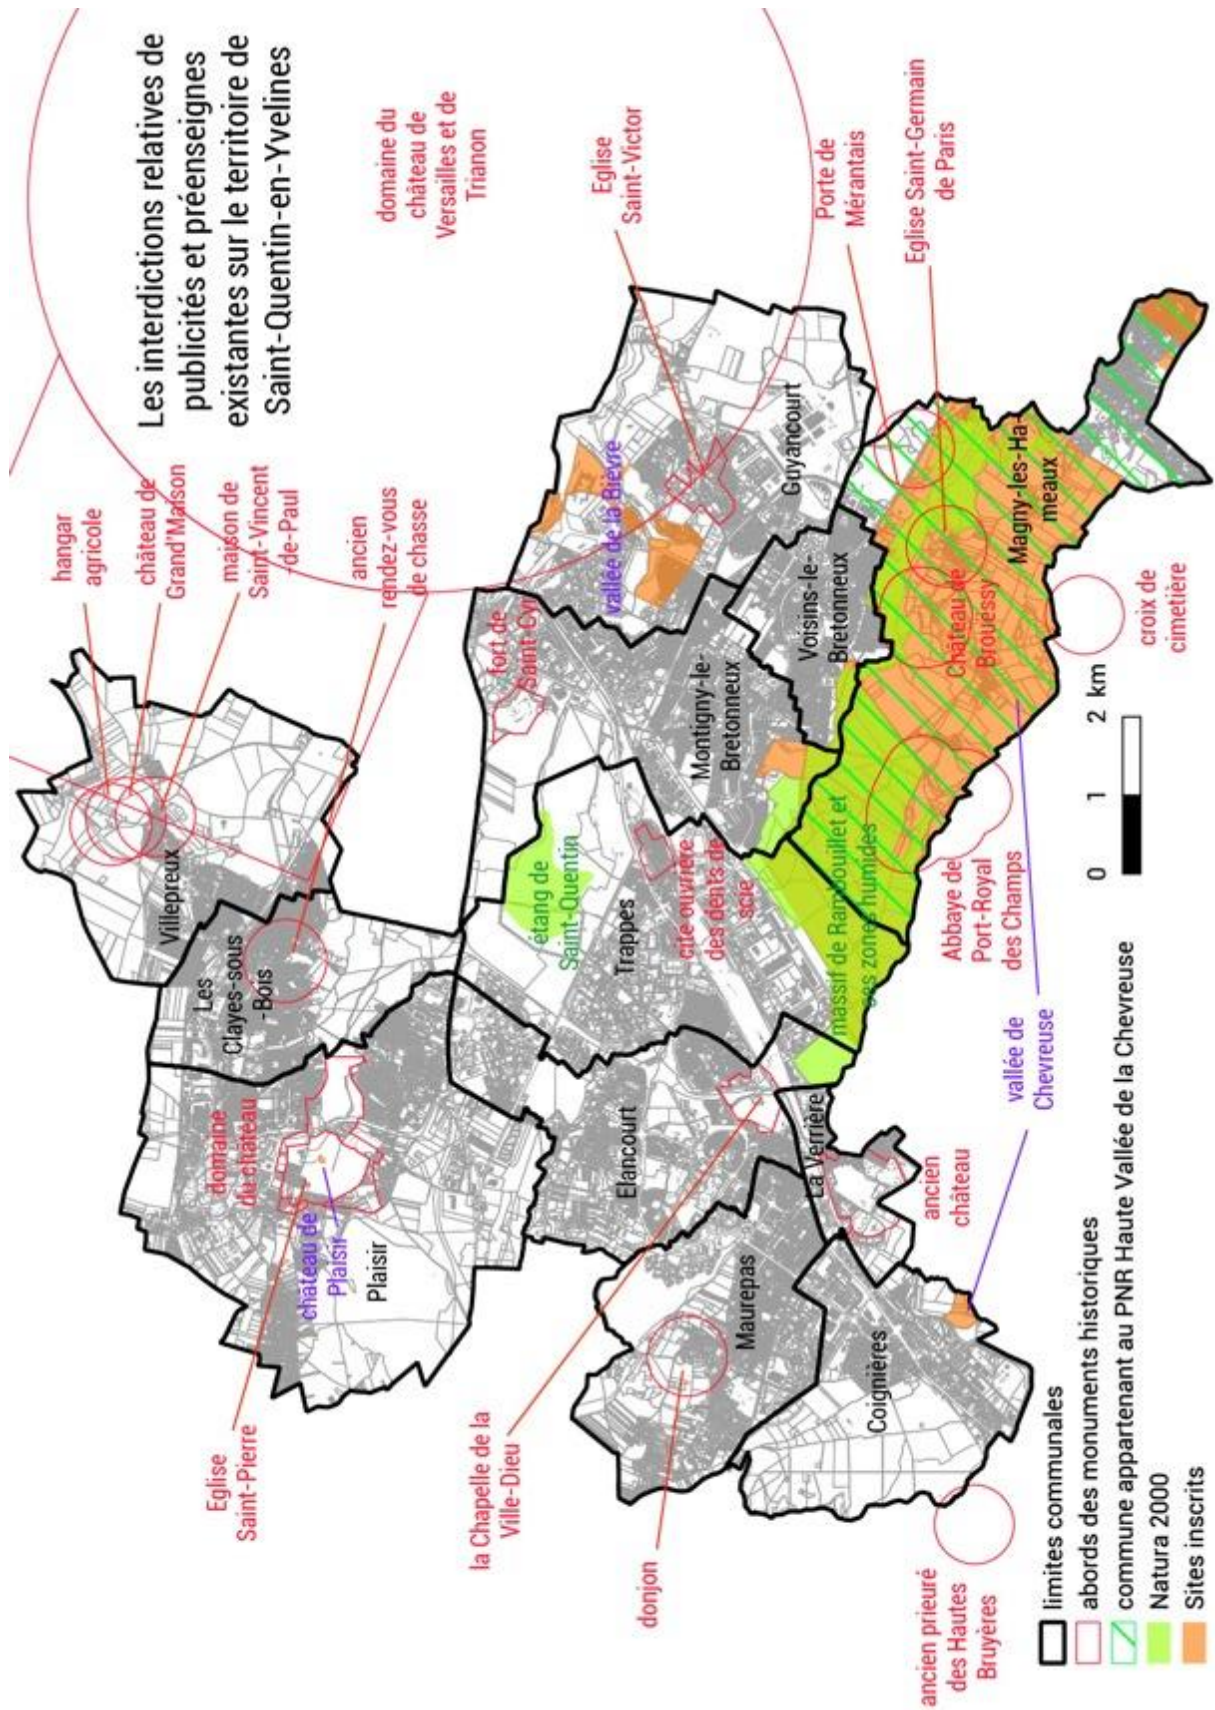 Les interdictions relatives de
publicités et préenseignes
existantes sur le territoire de
Saint-Quentin-en-Yvelines
hangar
agricole
château de
Grand'Maison
maison de
Saint-Vincent
-de-Paul
ancien
rendez-vous
de chasse
domaine du
château de
Versailles et de
Trianon
Eglise
Saint-Victor
Porte de
Mérantais
Eglise Saint-Germain
de Paris
Villepreux
Les
Clayes-sous
-Bois
domaine
du château
château de
Plaisir
Plaisir
Eglise
Saint-Pierre
fort de
Saint Cyr
vallée de la Bièvre
Guyancourt
étang de
Saint-Quentin
Trappes
Montigny-le-
Bretonneux
Voisins-le-
Bretonneux
cité ouvrière
des dents de
scie
Elancourt
la Chapelle de la
Ville-Dieu
donjon
Maurepas
La Verrière
massif de Rambouillet et
ses zones humides
Château de
Brouëssy
Magny-les-Ha-
meaux
Coignières
ancien
château
Abbaye de
Port-Royal
des Champs
croix de
cimetière
vallée de
Chevreuse
ancien prieuré
des Hautes
Bruyères
0 1 2 km
limites communales
abords des monuments historiques
commune appartenant au PNR Haute Vallée de la Chevreuse
Natura 2000
Sites inscrits